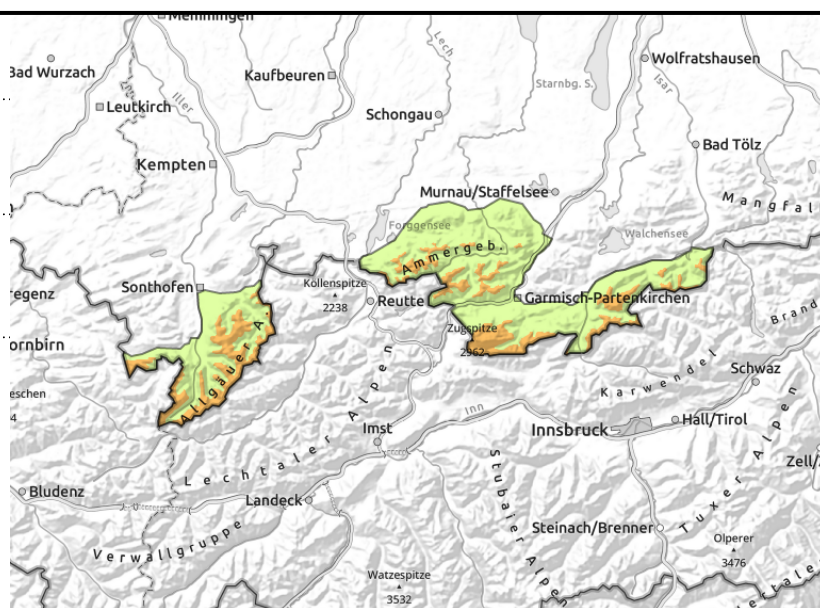 Memmingen
Bad Wurzach
Kaufbeuren
Lech
Starnbg. S.
Wolfratshausen
Isar
Leutkirch
Iller
Schongau
Bad Tölz
Kempten
Murnau/Staffelsee
Mangfal
Forggensee
Walchensee
Ammergeb.
Sonthofen
Kollenspitze
2238
Reutte
Garmisch-Partenkirchen
egenz
Zugspitze
2962
Brand
ornbirn
Allgäuer A.
Karwendel
Schwaz
eschen
4
Inn
Imst
Innsbruck
Hall/Tirol
Lechtaler Alpen
Zell/
Bludenz
Landeck
Stubaier Alpen
Tuxer Alpen
Steinach/Brenner
Verwallgruppe
Olperer
3476
Watzespitze
3532